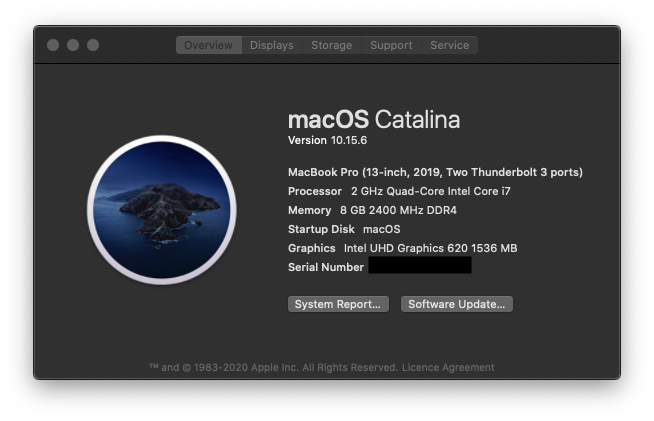 Overview Displays Storage Support Service
macOS Catalina
Version 10.15.6
MacBook Pro (13-inch, 2019, Two Thunderbolt 3 ports)
Processor 2 GHz Quad-Core Intel Core i7
Memory 8 GB 2400 MHz DDR4
Startup Disk macOS
Graphics Intel UHD Graphics 620 1536 MB
Serial Number
System Report... Software Update...
™ and © 1983-2020 Apple Inc. All Rights Reserved. Licence Agreement